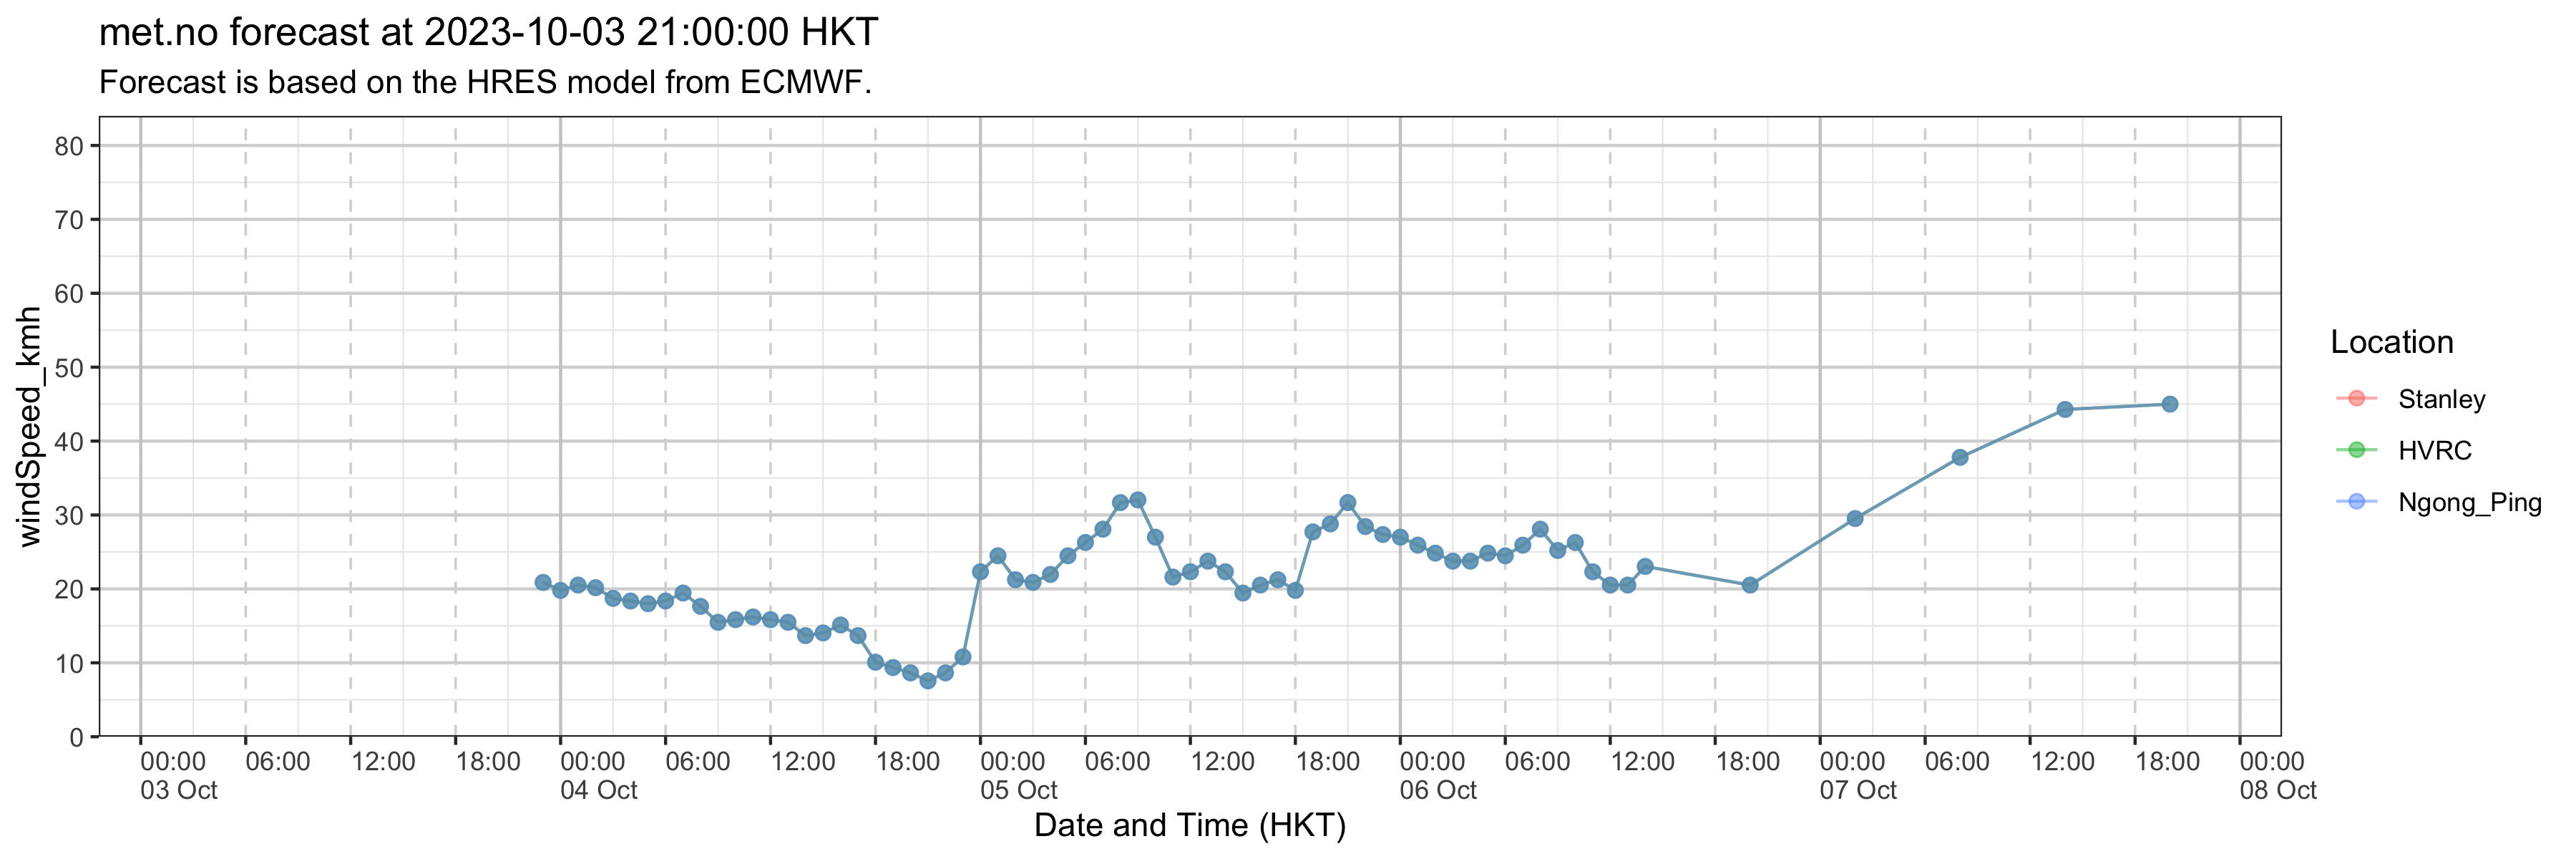 met.no forecast at 2023-10-03 21:00:00 HKT
Forecast is based on the HRES model from ECMWF.
windSpeed_kmh
80
70
60
50
40
30
20
10
0
00:00 06:00 12:00 18:00 00:00 06:00 12:00 18:00 00:00 06:00 12:00 18:00 00:00 06:00 12:00 18:00 00:00 06:00 12:00 18:00 00:00
03 Oct 04 Oct 05 Oct 06 Oct 07 Oct 08 Oct
Date and Time (HKT)
Location
Stanley
HVRC
Ngong_Ping